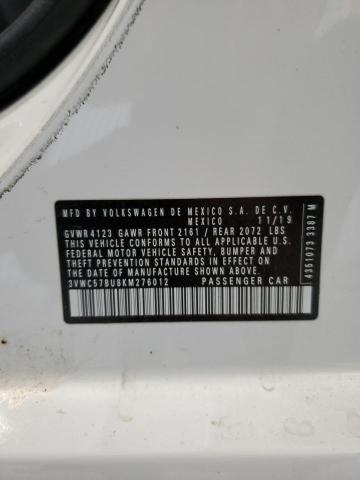 MFD BY VOLKSWAGEN DE MEXICO S.A. DE C.V.
MEXICO 11/19
GVWR 4123 GAWR FRONT 2161 / REAR 2072 LBS
THIS VEHICLE CONFORMS TO ALL APPLICABLE U.S.
FEDERAL MOTOR VEHICLE SAFETY, BUMPER AND
THEFT PREVENTION STANDARDS IN EFFECT ON THE
DATE OF MANUFACTURE SHOWN ABOVE.
3VWC57BU8KM276012 PASSENGER CAR
4351073 3387 M